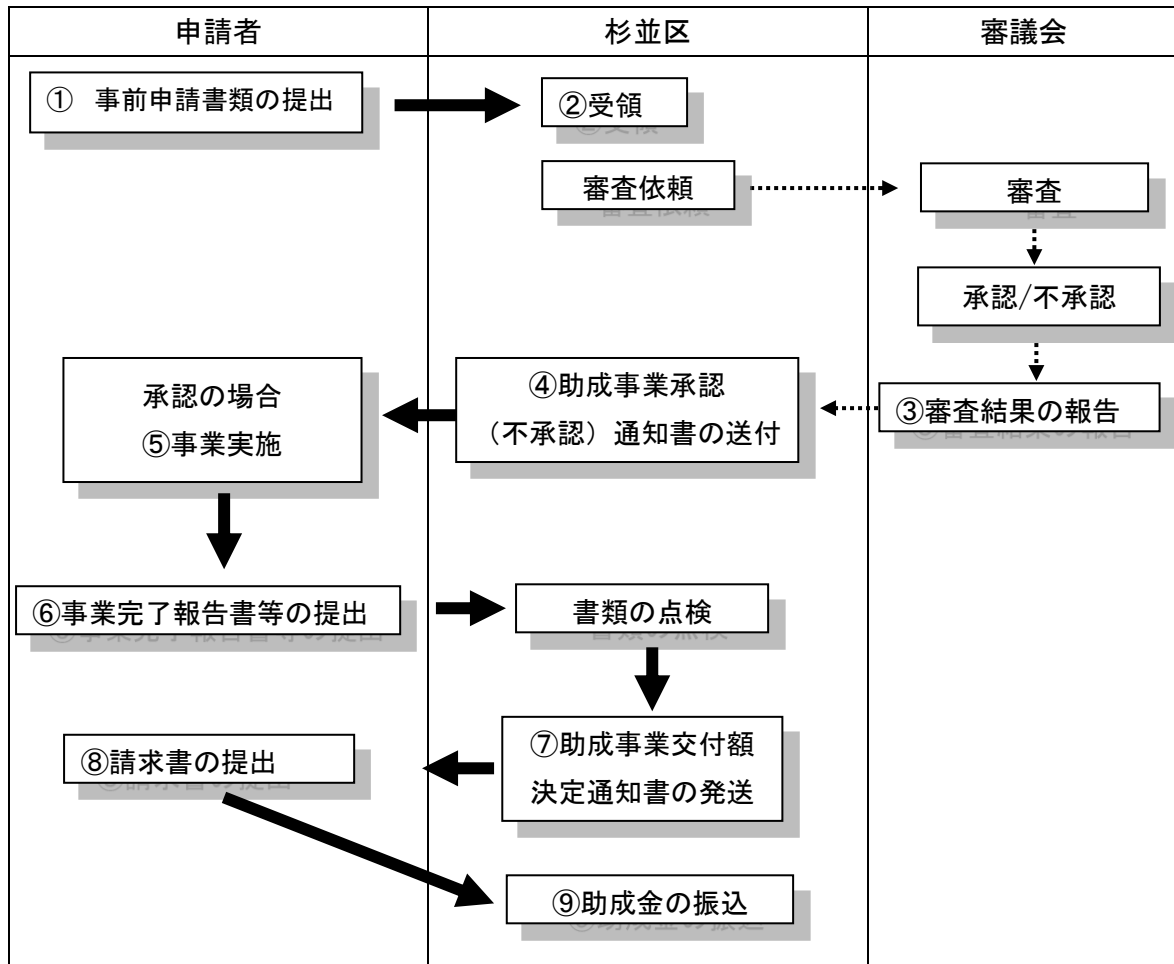 申請者
杉並区
審議会
① 事前申請書類の提出
②受領
審査依頼
審査
承認/不承認
③審査結果の報告
④助成事業承認
（不承認）通知書の送付
承認の場合
⑤事業実施
⑥事業完了報告書等の提出
書類の点検
⑦助成事業交付額
決定通知書の発送
⑧請求書の提出
⑨助成金の振込